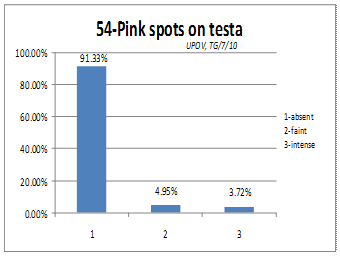 54-Pink spots on testa
UPOV, TG/7/10
100.00%
80.00%
60.00%
40.00%
20.00%
0.00%
91.33%
4.95%
3.72%
1
2
3
1-absent
2-faint
3-intense